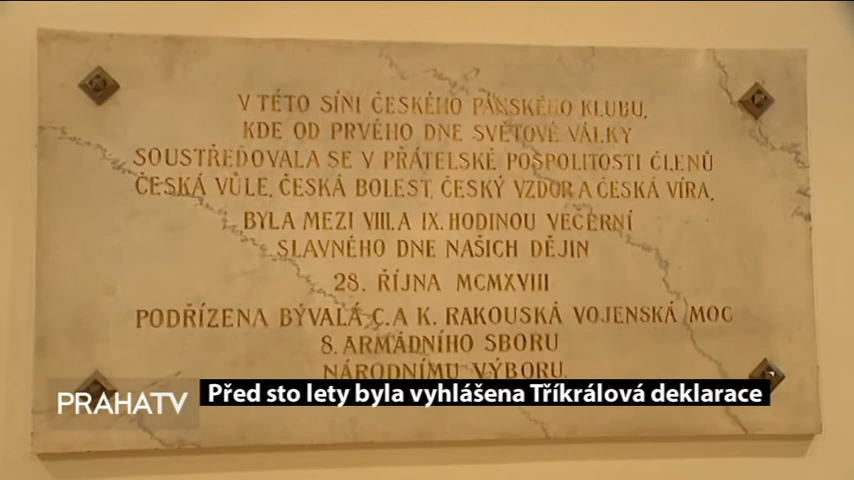 V TÉTO SÍNI ČESKÉHO PÁNSKÉHO KLUBU,
KDE OD PRVÉHO DNE SVĚTOVÉ VÁLKY
SOUSTŘEĎOVALA SE V PŘÁTELSKÉ POSPOLITOSTI ČLENŮ
ČESKÁ VŮLE, ČESKÁ BOLEST, ČESKÝ VZDOR A ČESKÁ VÍRA,
BYLA MEZI VIII. A IX. HODINOU VEČERNÍ
SLAVNÉHO DNE NAŠICH DĚJIN
28. ŘÍJNA MCMXVIII
PODŘÍZENA BÝVALÁ C. A K. RAKOUSKÁ VOJENSKÁ MOC
8. ARMÁDNÍHO SBORU
NÁRODNÍMU VÝBORU.
PRAHATV
Před sto lety byla vyhlášena Tříkrálová deklarace